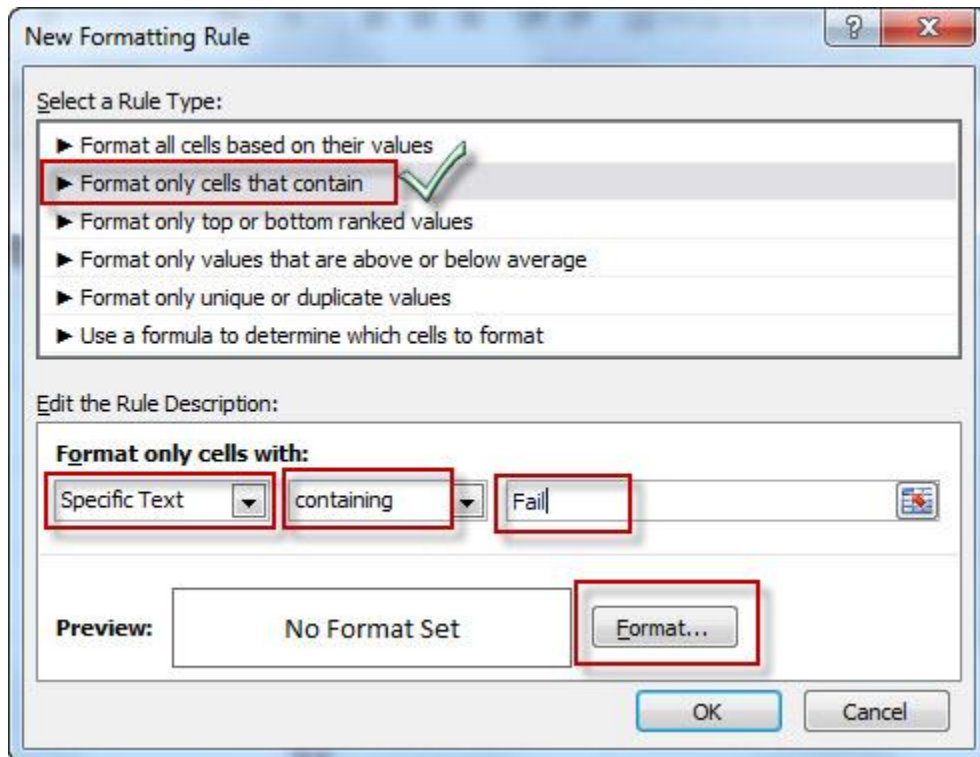 New Formatting Rule
Select a Rule Type:
► Format all cells based on their values
► Format only cells that contain
► Format only top or bottom ranked values
► Format only values that are above or below average
► Format only unique or duplicate values
► Use a formula to determine which cells to format
Edit the Rule Description:
Format only cells with:
Specific Text containing Fail
Preview: No Format Set Format...
OK Cancel